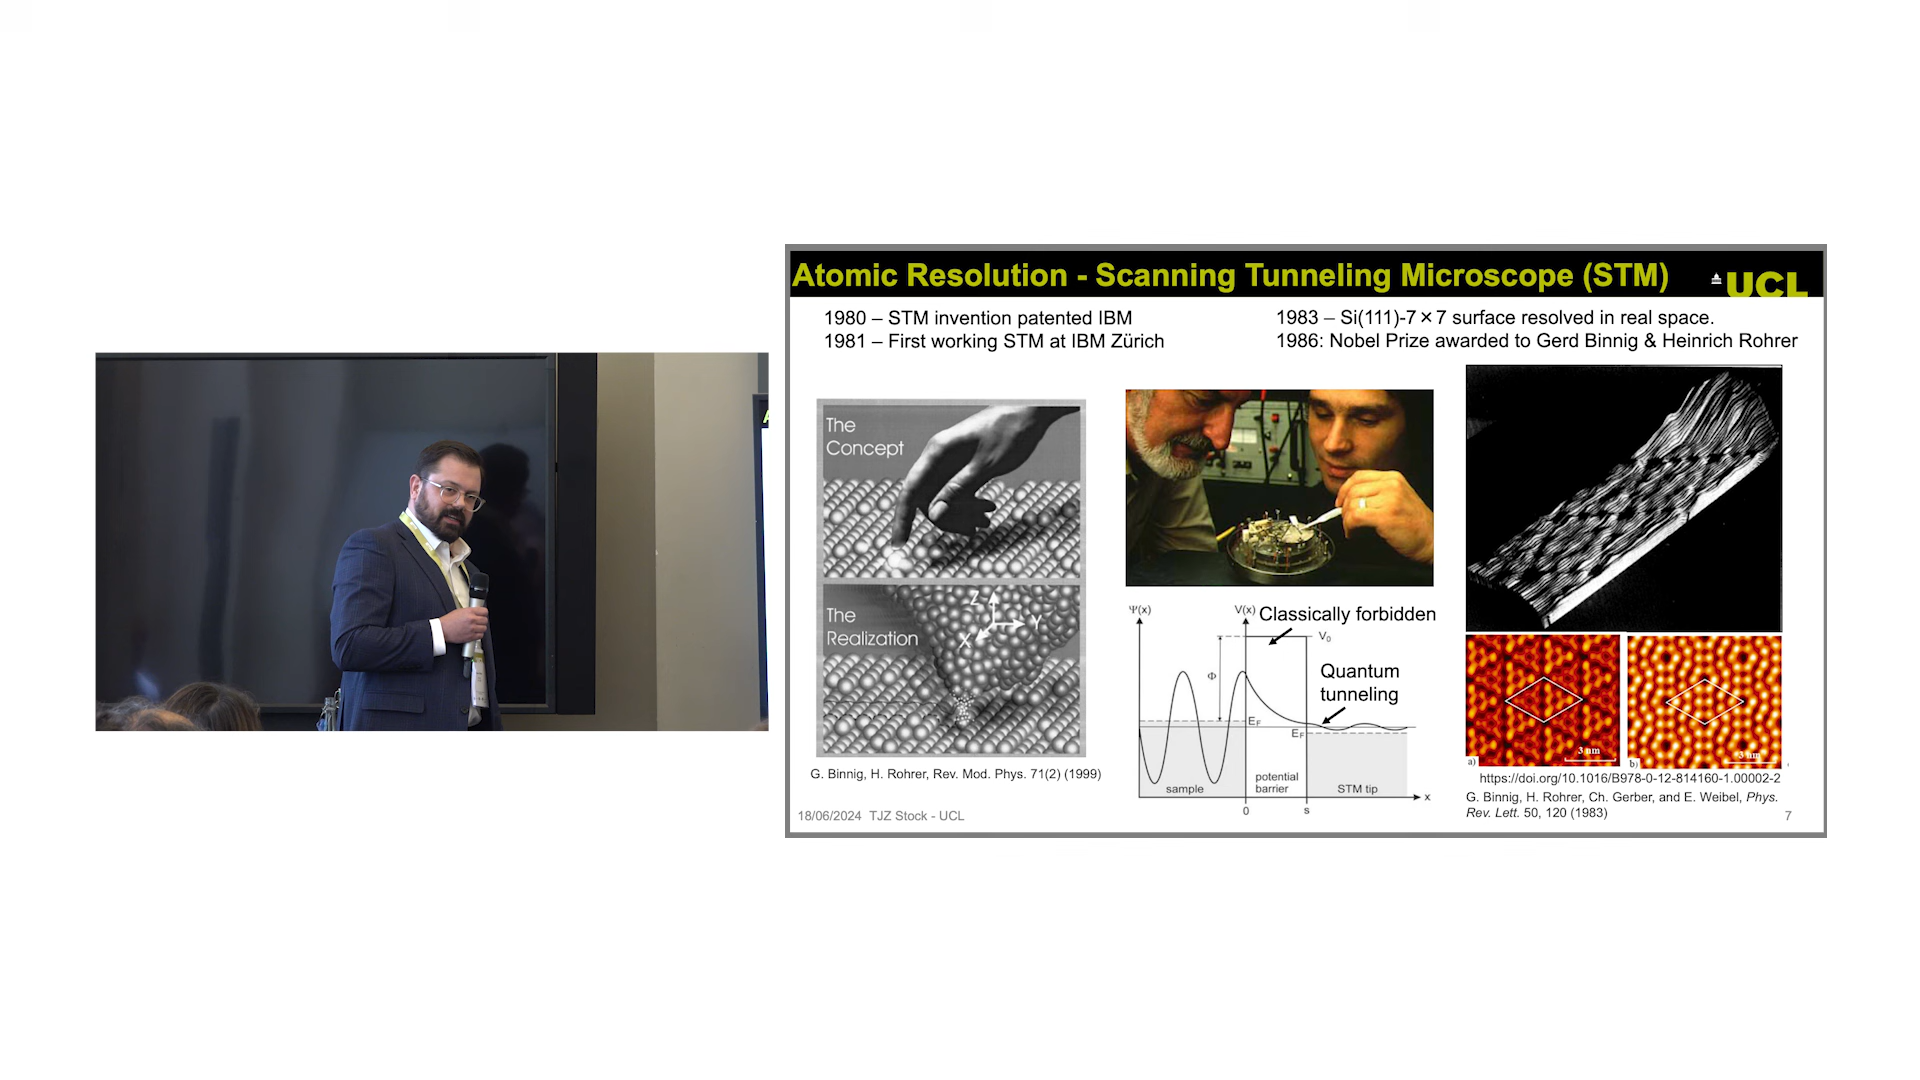 Atomic Resolution - Scanning Tunneling Microscope (STM)
UCL
1980 – STM invention patented IBM
1981 – First working STM at IBM Zürich
1983 – Si(111)-7×7 surface resolved in real space.
1986: Nobel Prize awarded to Gerd Binnig & Heinrich Rohrer
The
Concept
The
Realization
Z
X
Y
G. Binnig, H. Rohrer, Rev. Mod. Phys. 71(2) (1999)
Ψ(x)
V(x)
Classically forbidden
V₀
Φ
Quantum
tunneling
E_F
E_F
sample
potential
barrier
STM tip
x
0
s
3 nm
3 nm
a)
b)
https://doi.org/10.1016/B978-0-12-814160-1.00002-2
G. Binnig, H. Rohrer, Ch. Gerber, and E. Weibel, Phys.
Rev. Lett. 50, 120 (1983)
18/06/2024 TJZ Stock - UCL
7